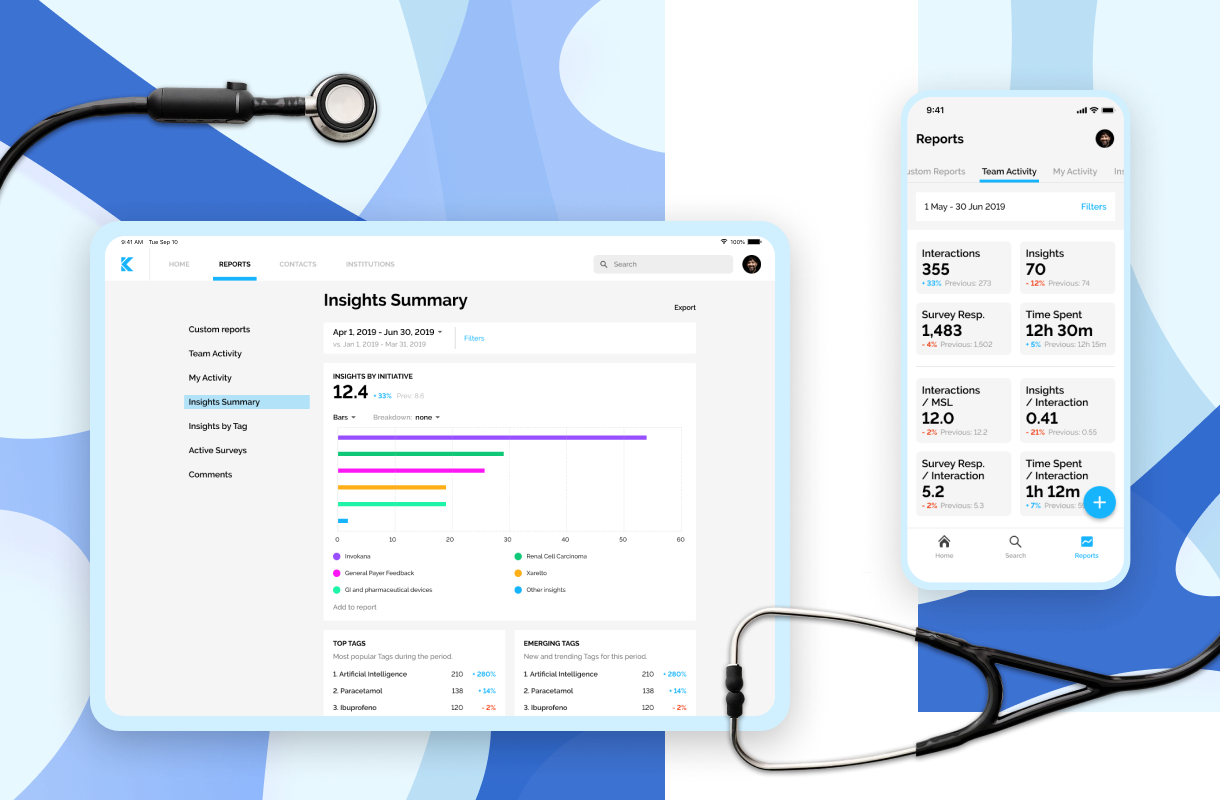 9:41 AM Tue Sep 10
100%
HOME REPORTS CONTACTS INSTITUTIONS
Search
Insights Summary
Export
Custom reports
Team Activity
My Activity
Insights Summary
Insights by Tag
Active Surveys
Comments
Apr 1, 2019 - Jun 30, 2019
vs. Jan 1, 2019 - Mar 31, 2019
Filters
INSIGHTS BY INITIATIVE
12.4 + 33% Prev: 8.6
Bars Breakdown: none
0 10 20 30 40 50 60
Invokana
Renal Cell Carcinoma
General Payer Feedback
Xarelto
GI and pharmaceutical devices
Other insights
Add to report
TOP TAGS
Most popular Tags during the period.
1. Artificial Intelligence 210 + 280%
2. Paracetamol 138 + 14%
3. Ibuprofeno 120 - 2%
EMERGING TAGS
New and trending Tags for this period.
1. Artificial Intelligence 210 + 280%
2. Paracetamol 138 + 14%
3. Ibuprofeno 120 - 2%
9:41
Reports
ustom Reports Team Activity My Activity Ins
1 May - 30 Jun 2019 Filters
Interactions
355
+ 33% Previous: 273
Insights
70
- 12% Previous: 74
Survey Resp.
1,483
- 4% Previous: 1,502
Time Spent
12h 30m
+ 5% Previous: 12h 15m
Interactions
/ MSL
12.0
- 2% Previous: 12.2
Insights
/ Interaction
0.41
- 21% Previous: 0.55
Survey Resp.
/ Interaction
5.2
- 2% Previous: 5.3
Time Spent
/ Interaction
1h 12m
+ 7% Previous:
Home Search Reports